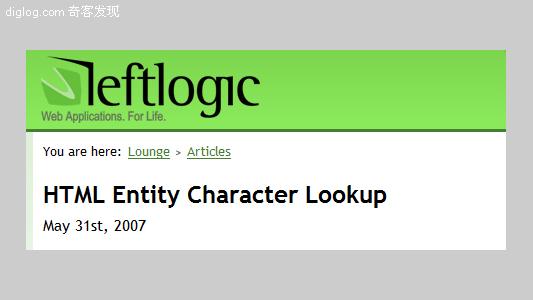 diglog.com 奇客发现
leftlogic
Web Applications. For Life.
You are here: Lounge > Articles
HTML Entity Character Lookup
May 31st, 2007